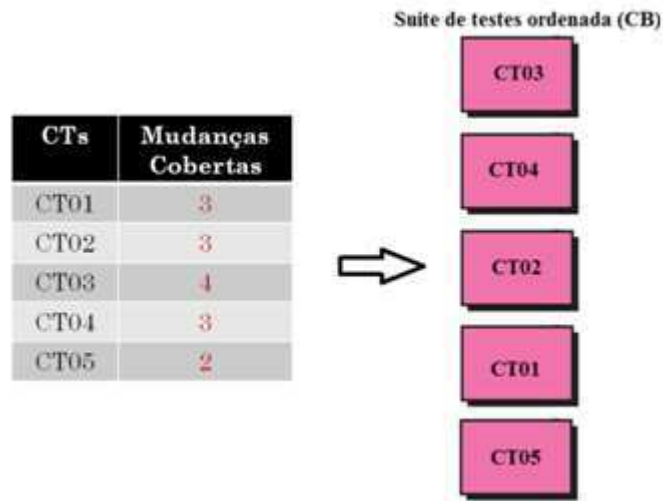 Suite de testes ordenada (CB)
CTs Mudanças
Cobertas
CT01 3
CT02 3
CT03 4
CT04 3
CT05 2
CT03
CT04
CT02
CT01
CT05